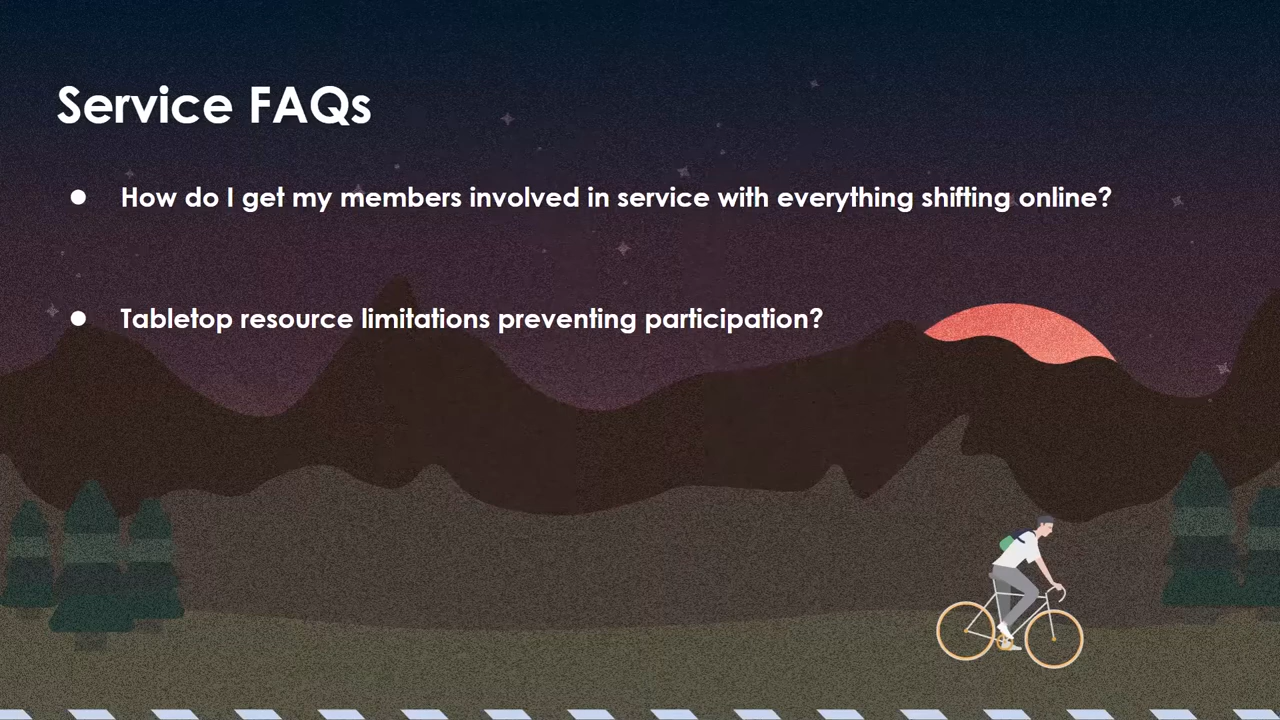 Service FAQs
How do I get my members involved in service with everything shifting online?
Tabletop resource limitations preventing participation?